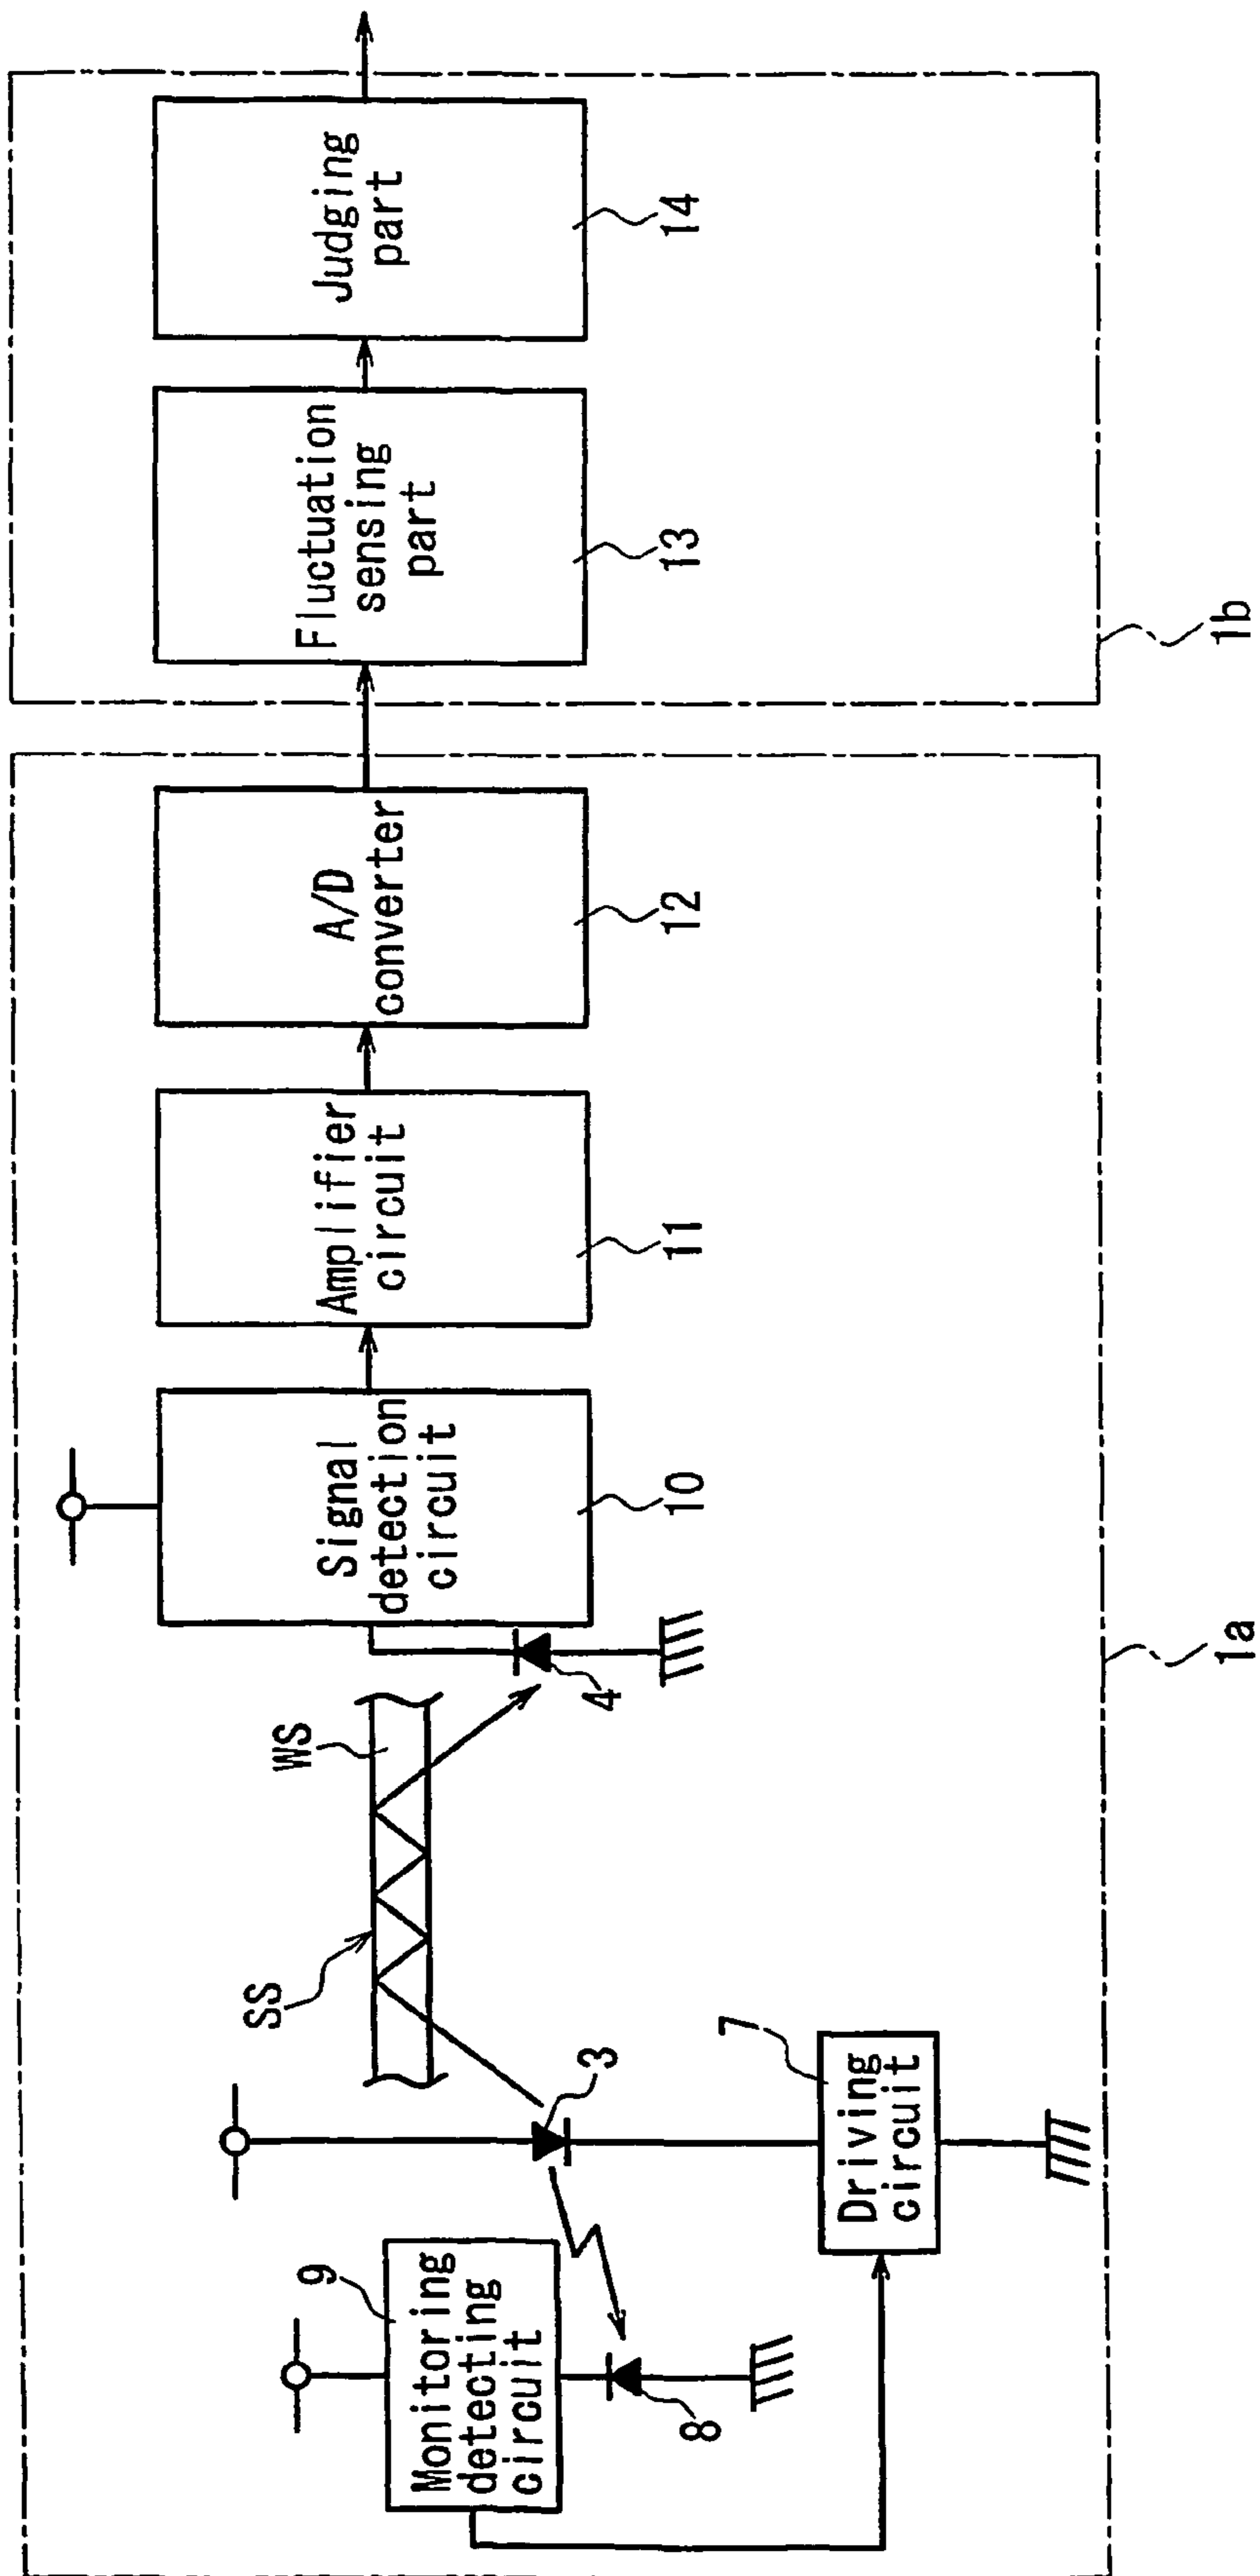 Monitoring
detecting
circuit
9
8
3
Driving
circuit
7
SS
WS
4
Signal
detection
circuit
10
Amplifier
circuit
11
A/D
converter
12
Fluctuation
sensing
part
13
Judging
part
14
1a
1b